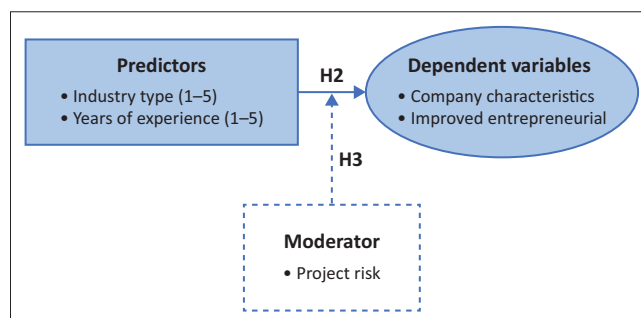 Predictors
• Industry type (1–5)
• Years of experience (1–5)
H2
Dependent variables
• Company characteristics
• Improved entrepreneurial
H3
Moderator
• Project risk